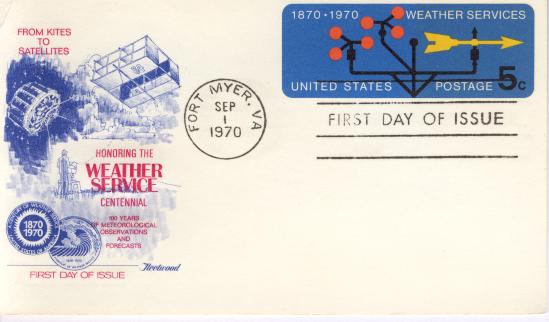 FROM KITES
TO
SATELLITES
HONORING THE
WEATHER
SERVICE
CENTENNIAL
100 YEARS
OF METEOROLOGICAL
OBSERVATIONS
AND
FORECASTS
1870
1970
FIRST DAY OF ISSUE
Fleetwood
FORT MYER, VA
SEP
1
1970
1870·1970 WEATHER SERVICES
UNITED STATES POSTAGE 5c
FIRST DAY OF ISSUE